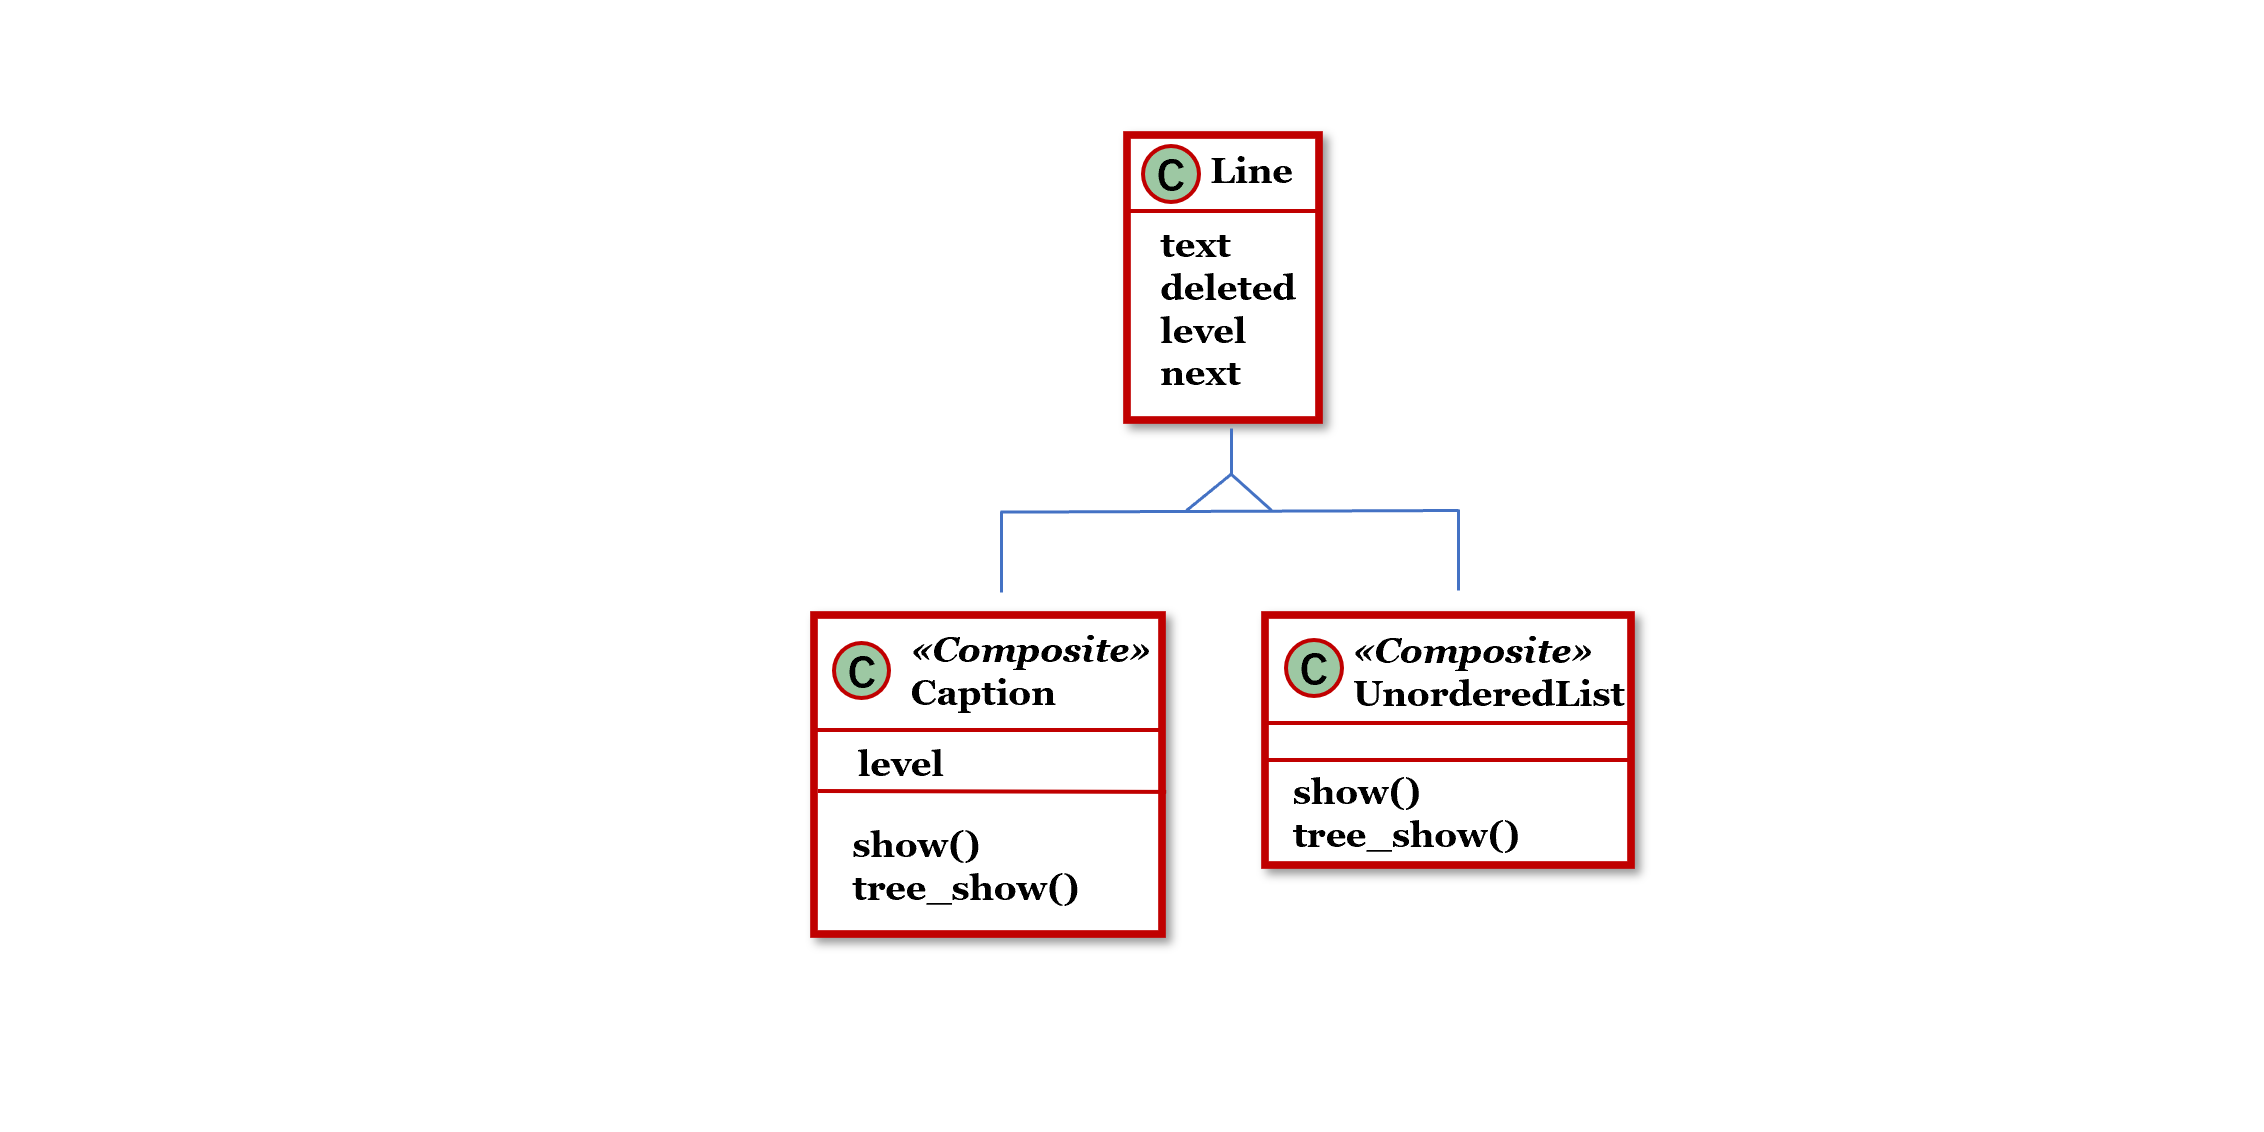 C Line
text
deleted
level
next
C «Composite»
Caption
level
show()
tree_show()
C «Composite»
UnorderedList
show()
tree_show()